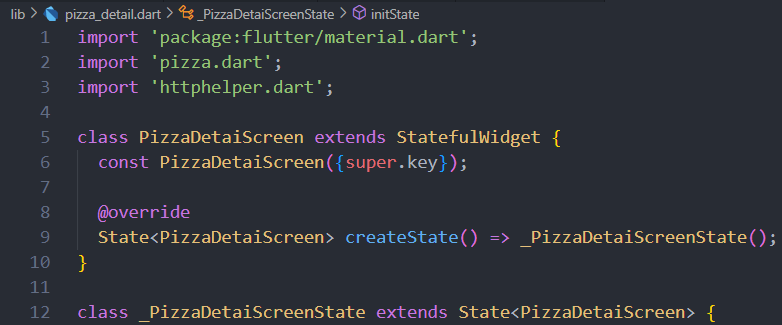 lib > pizza_detail.dart > _PizzaDetaiScreenState > initState
1 import 'package:flutter/material.dart';
2 import 'pizza.dart';
3 import 'httphelper.dart';
4
5 class PizzaDetaiScreen extends StatefulWidget {
6 const PizzaDetaiScreen({super.key});
7
8 @override
9 State<PizzaDetaiScreen> createState() => _PizzaDetaiScreenState();
10 }
11
12 class _PizzaDetaiScreenState extends State<PizzaDetaiScreen> {